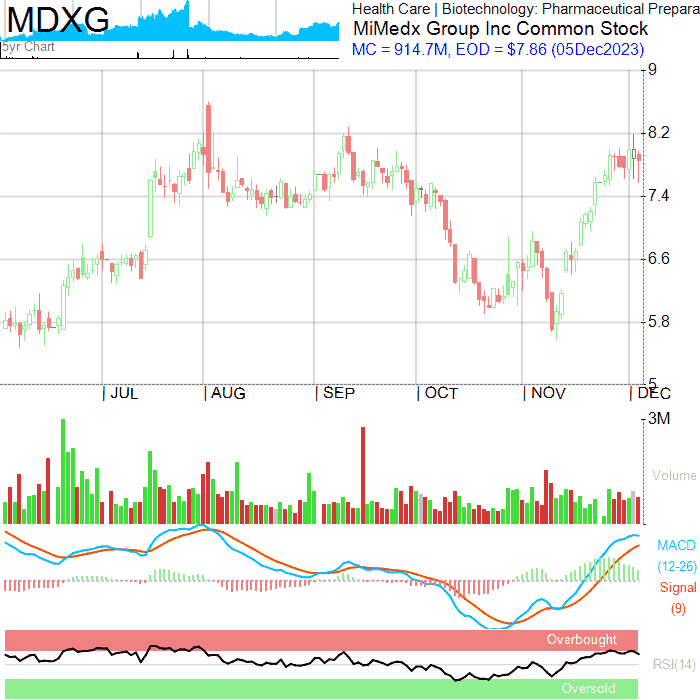 MDXG
5yr Chart
Health Care | Biotechnology: Pharmaceutical Prepara
MiMedx Group Inc Common Stock
MC = 914.7M, EOD = $7.86 (05Dec2023)
9
8.2
7.4
6.6
5.8
5
| JUL | AUG | SEP | OCT | NOV | DEC
3M
Volume
MACD
(12-26)
Signal
(9)
Overbought
RSI(14)
Oversold